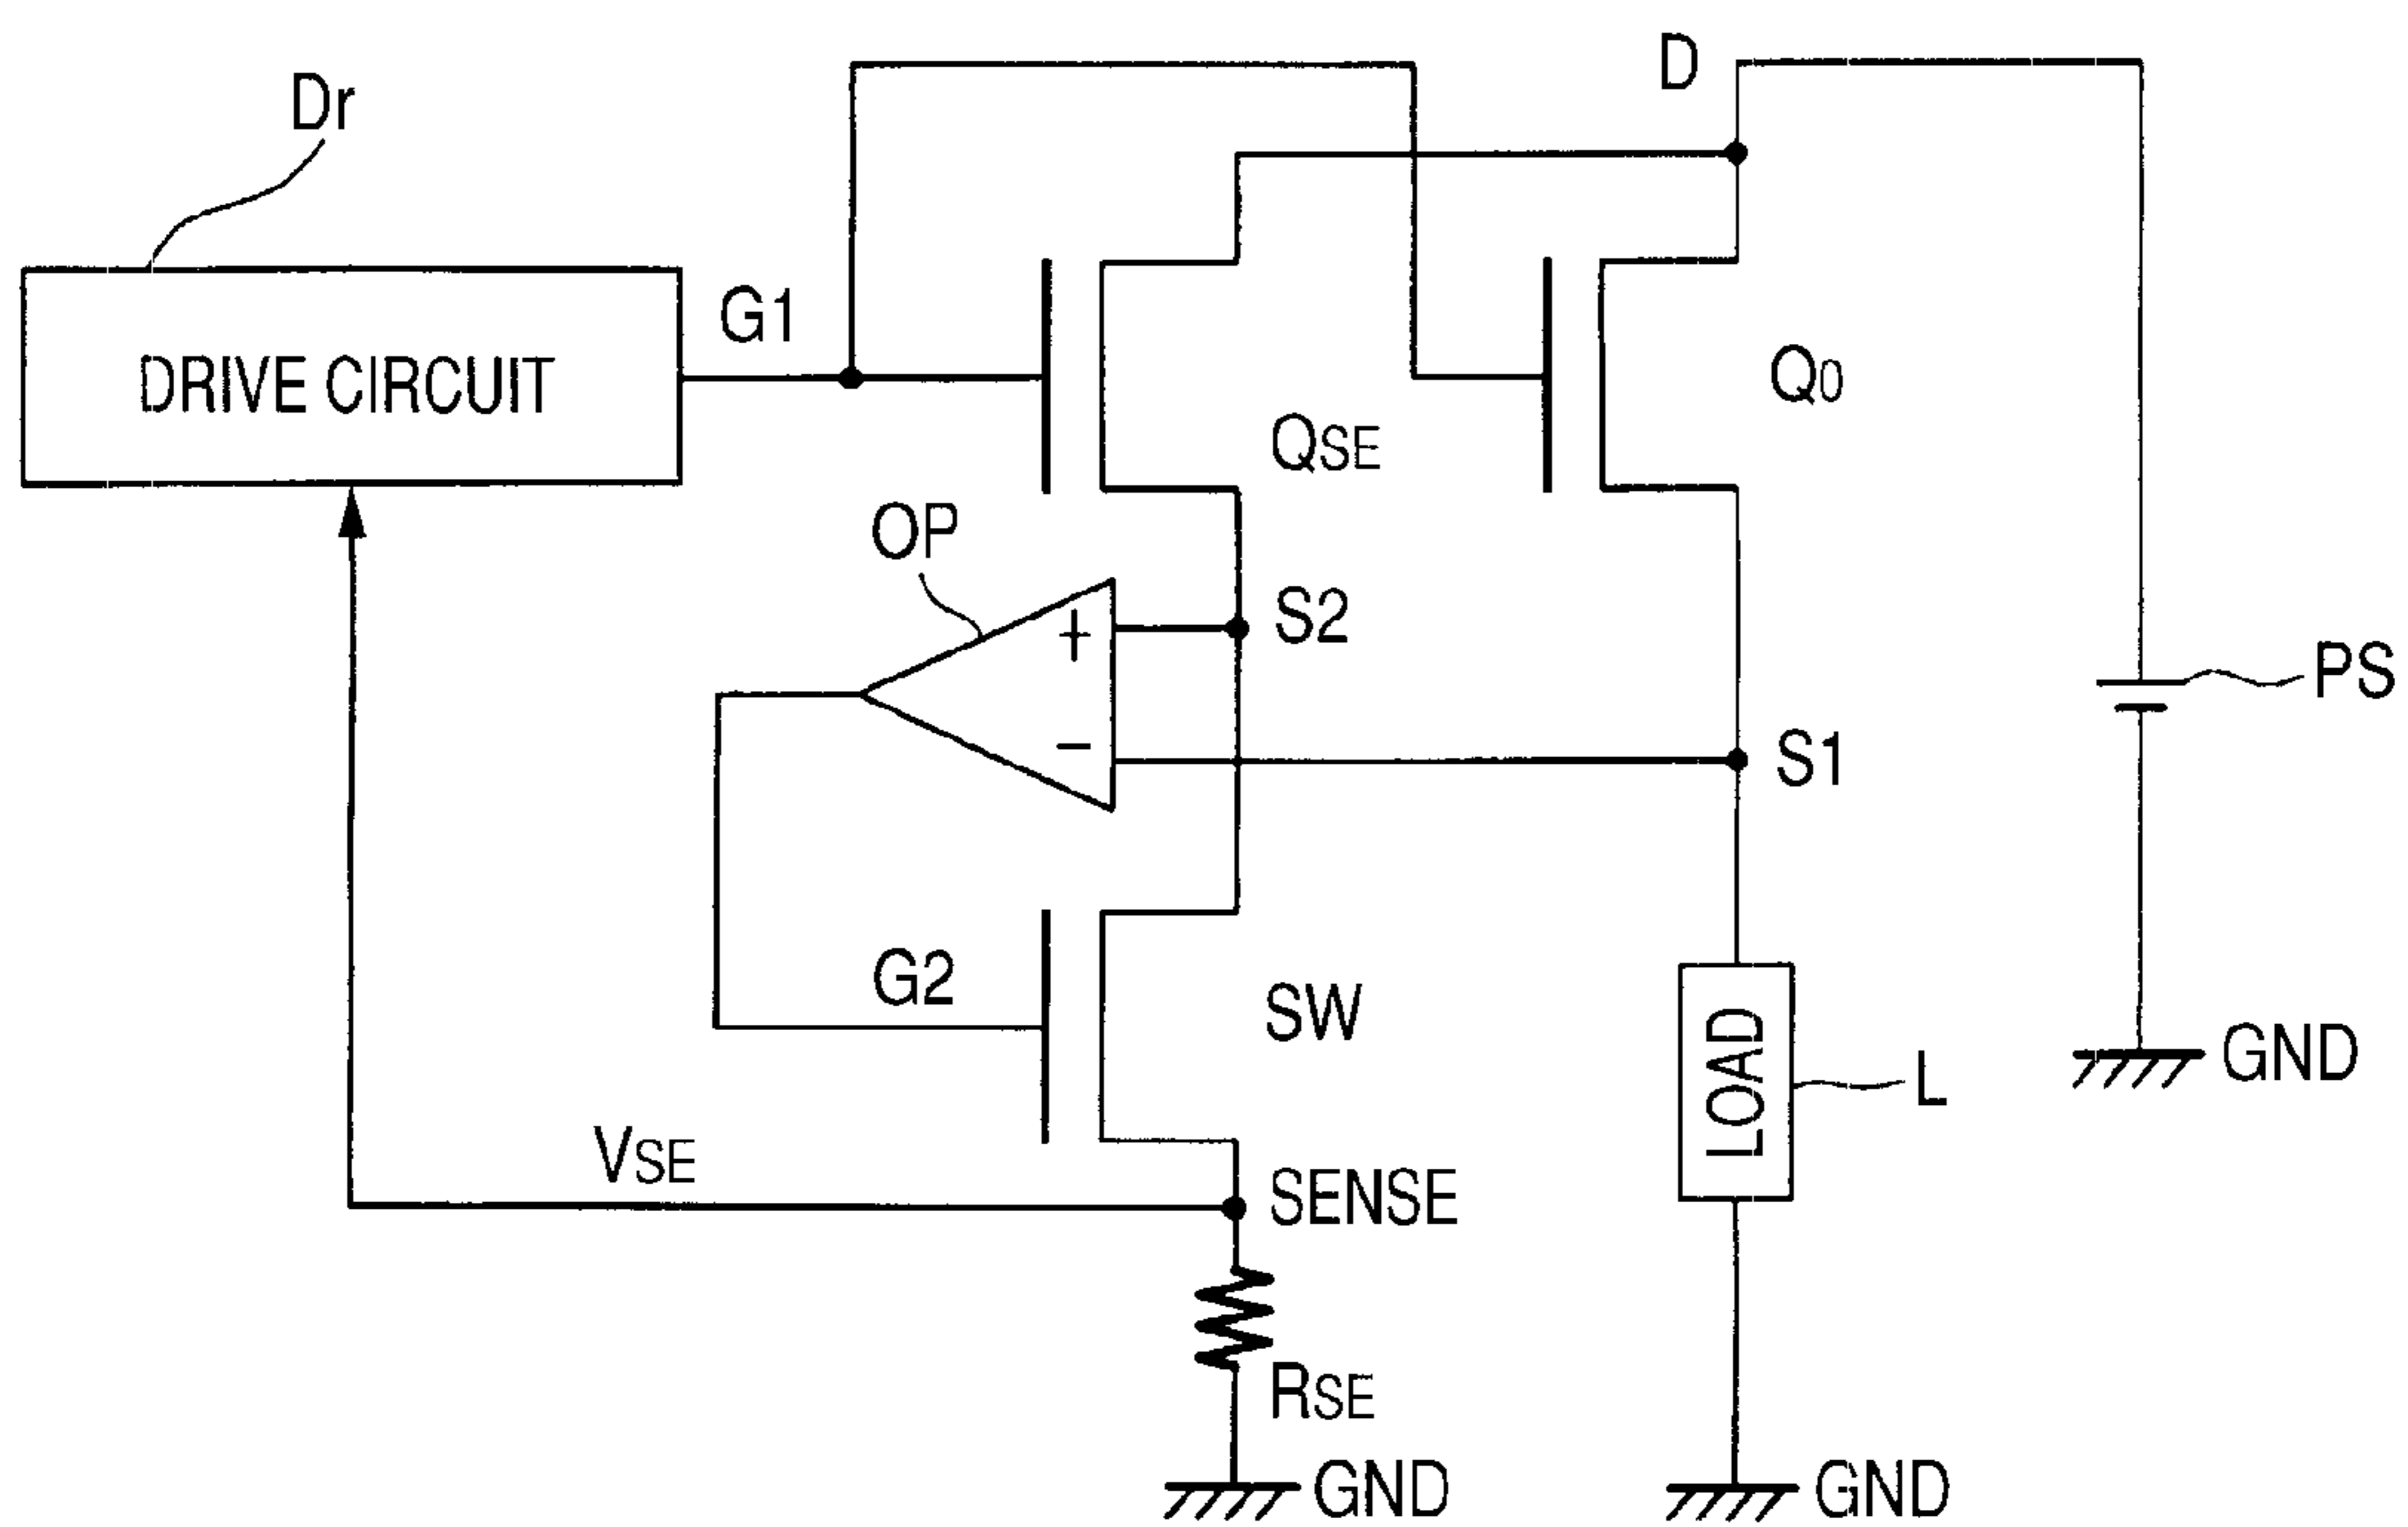 D
Dr
G1
DRIVE CIRCUIT
Q0
QSE
OP
+
S2
PS
−
S1
G2
SW
LOAD
L
GND
VSE
SENSE
RSE
GND
GND